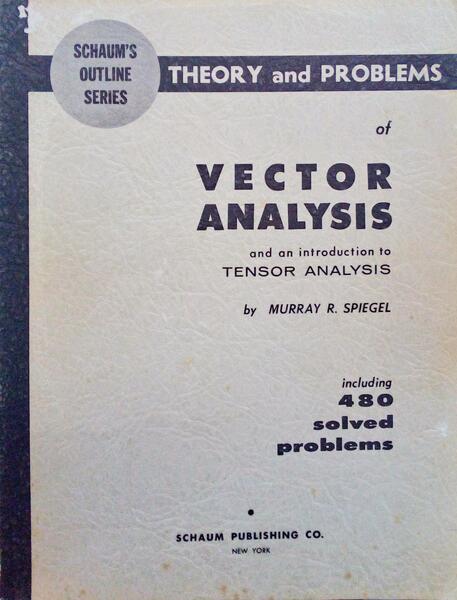 SCHAUM'S
OUTLINE
SERIES
THEORY and PROBLEMS
of
VECTOR
ANALYSIS
and an introduction to
TENSOR ANALYSIS
by MURRAY R. SPIEGEL
including
480
solved
problems
SCHAUM PUBLISHING CO.
NEW YORK